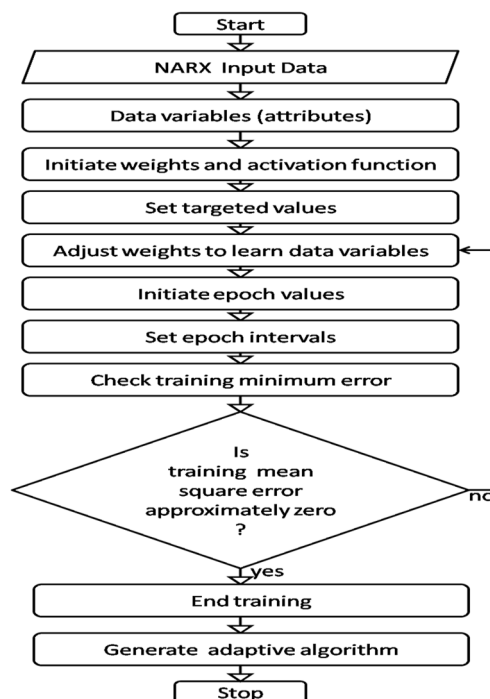 Start
NARX Input Data
Data variables (attributes)
Initiate weights and activation function
Set targeted values
Adjust weights to learn data variables
Initiate epoch values
Set epoch intervals
Check training minimum error
Is
training mean
square error
approximately zero
?
no
yes
End training
Generate adaptive algorithm
Stop